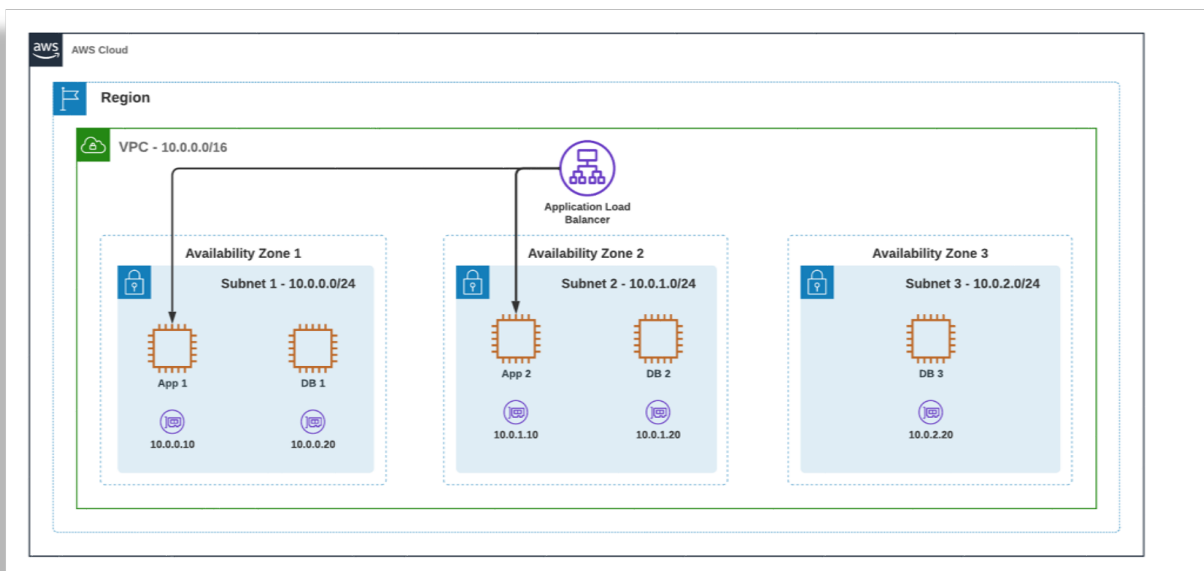 aws
AWS Cloud
Region
VPC - 10.0.0.0/16
Application Load
Balancer
Availability Zone 1
Subnet 1 - 10.0.0.0/24
App 1
DB 1
10.0.0.10
10.0.0.20
Availability Zone 2
Subnet 2 - 10.0.1.0/24
App 2
DB 2
10.0.1.10
10.0.1.20
Availability Zone 3
Subnet 3 - 10.0.2.0/24
DB 3
10.0.2.20